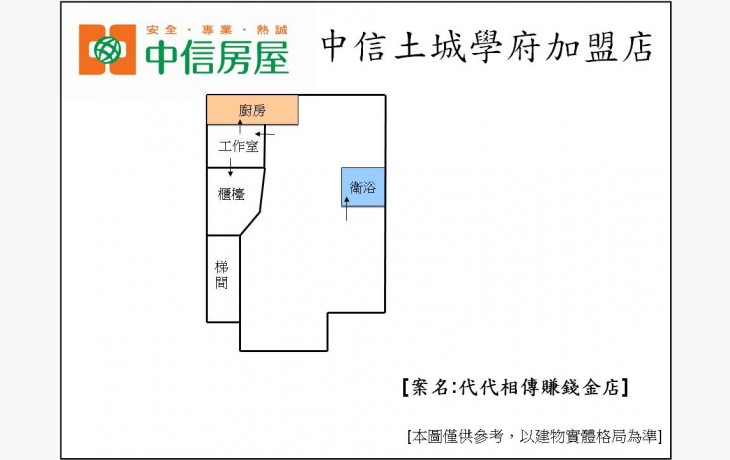 安全·專業·熱誠
中信房屋
中信土城學府加盟店
廚房
工作室
衛浴
櫃檯
梯間
[案名:代代相傳賺錢金店]
[本圖僅供參考，以建物實體格局為準]